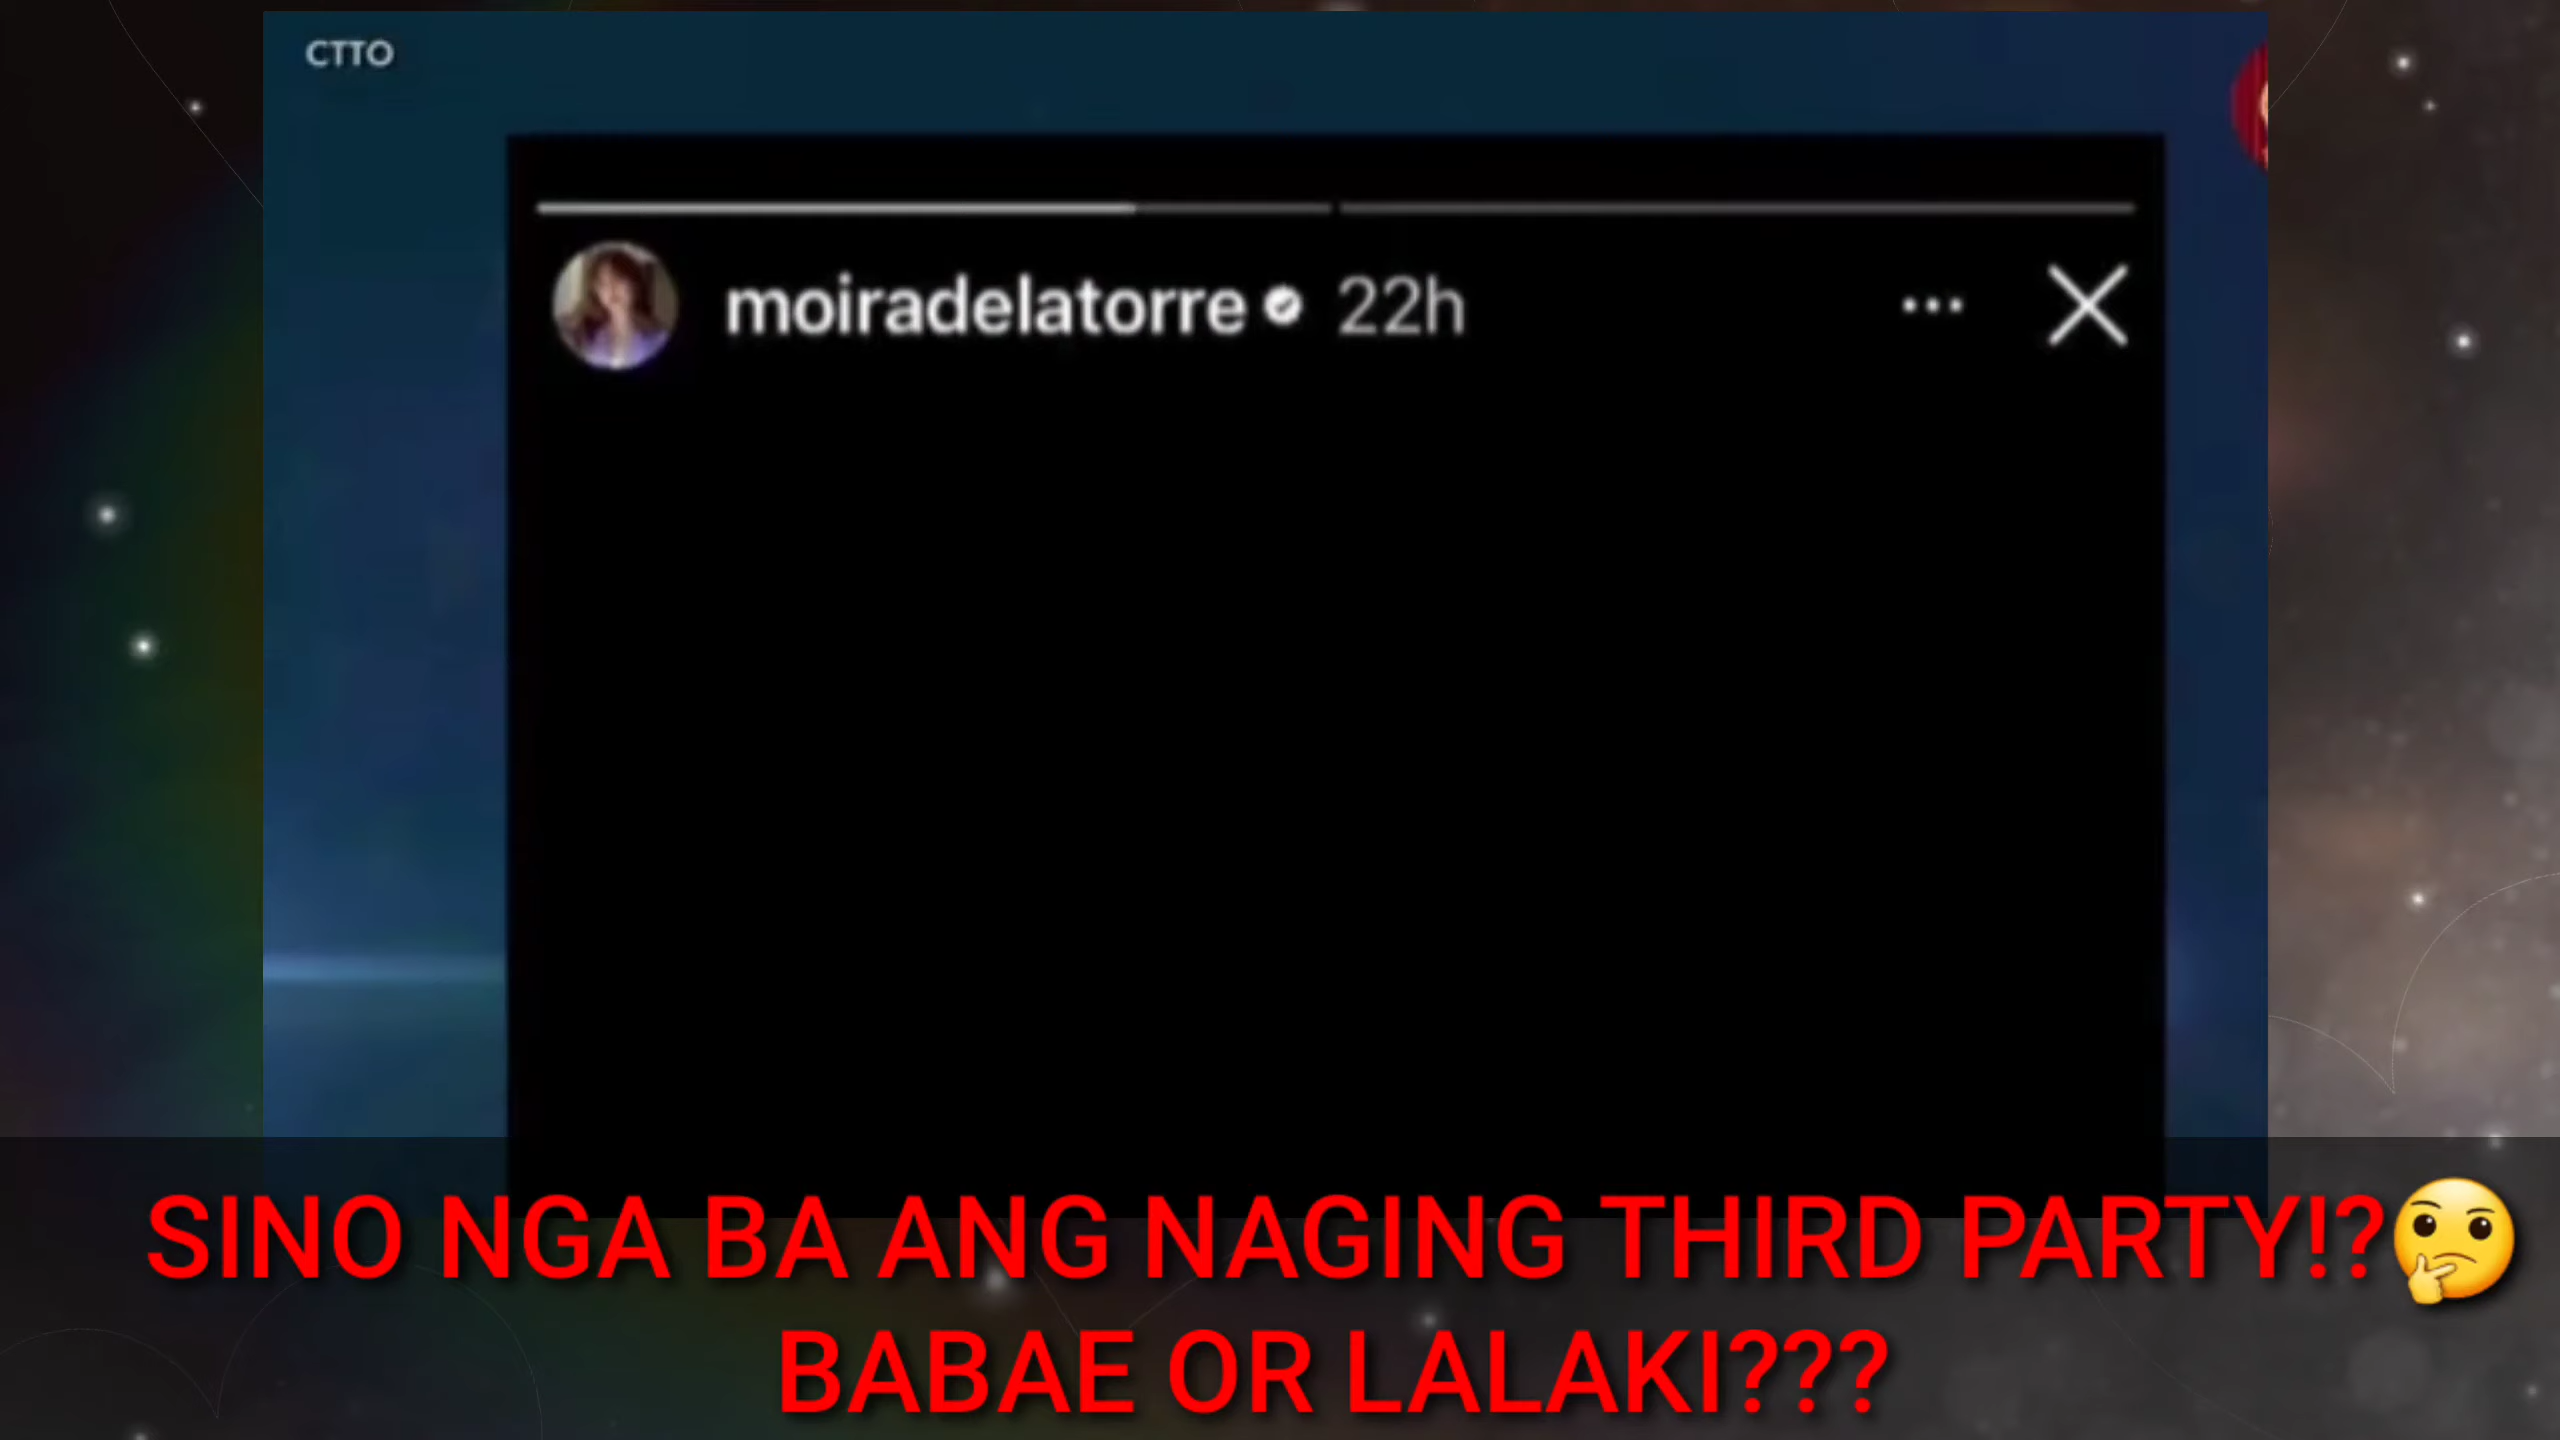 CTTO
moiradelatorre 22h
SINO NGA BA ANG NAGING THIRD PARTY!?🤔
BABAE OR LALAKI???